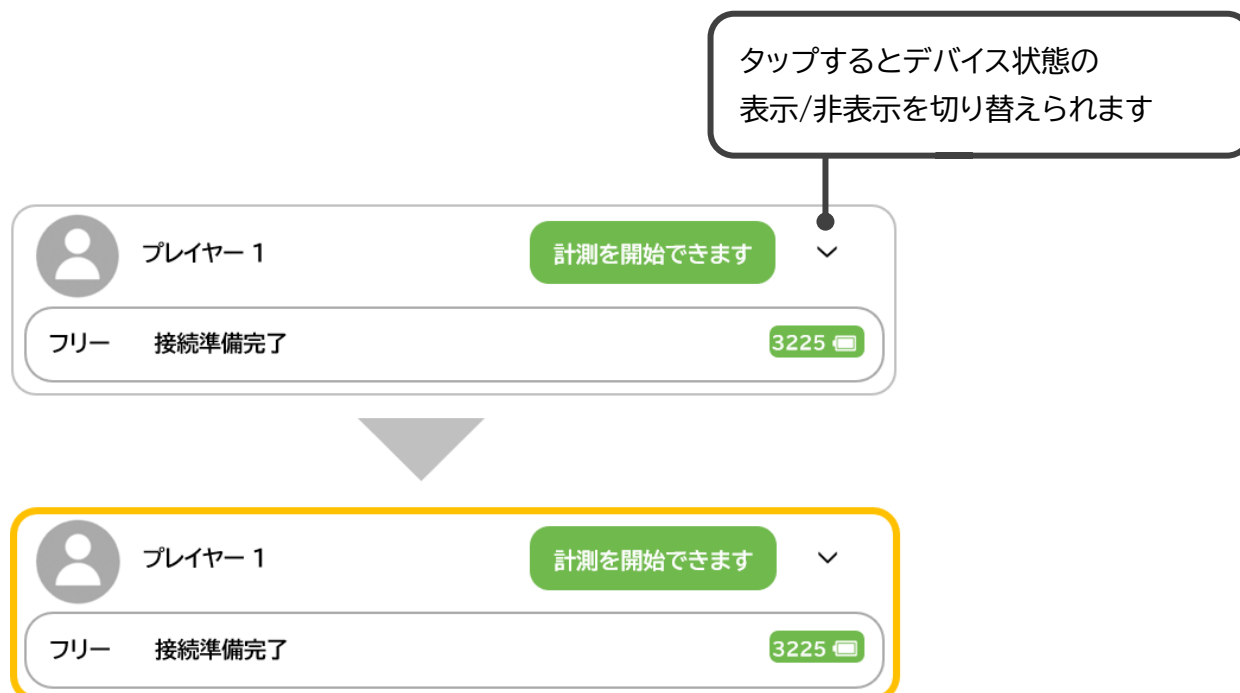 タップするとデバイス状態の
表示/非表示を切り替えられます
プレイヤー 1 計測を開始できます
フリー 接続準備完了 3225
プレイヤー 1 計測を開始できます
フリー 接続準備完了 3225